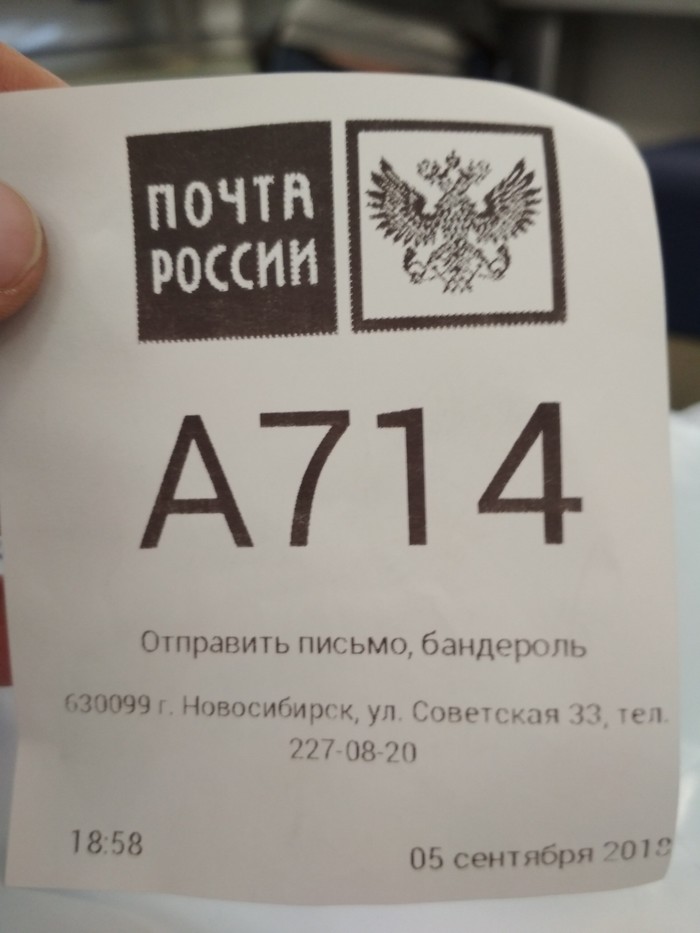 ПОЧТА
РОССИИ
А714
Отправить письмо, бандероль
630099 г. Новосибирск, ул. Советская 33, тел.
227-08-20
18:58
05 сентября 2018